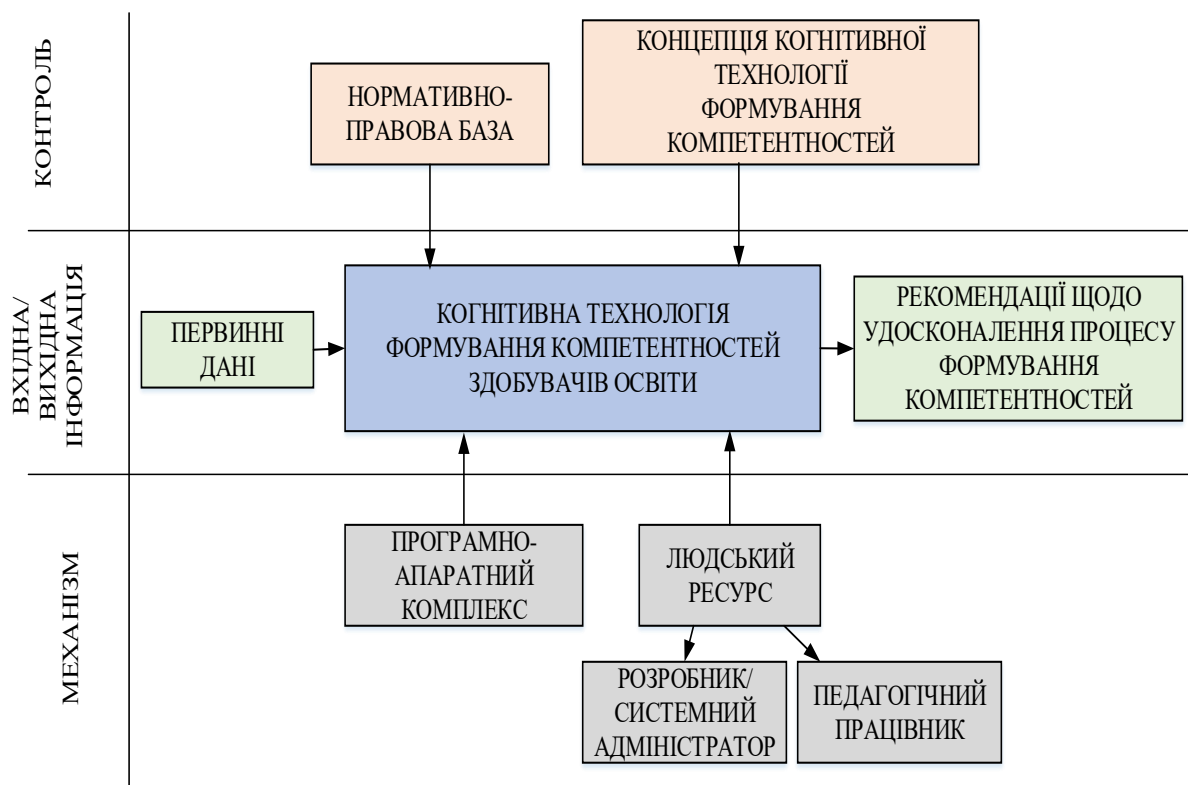 КОНТРОЛЬ
НОРМАТИВНО-
ПРАВОВА БАЗА
КОНЦЕПЦІЯ КОГНІТИВНОЇ
ТЕХНОЛОГІЇ
ФОРМУВАННЯ
КОМПЕТЕНТНОСТЕЙ
ВХІДНА/
ВИХІДНА
ІНФОРМАЦІЯ
ПЕРВИННІ
ДАНІ
КОГНІТИВНА ТЕХНОЛОГІЯ
ФОРМУВАННЯ КОМПЕТЕНТНОСТЕЙ
ЗДОБУВАЧІВ ОСВІТИ
РЕКОМЕНДАЦІЇ ЩОДО
УДОСКОНАЛЕННЯ ПРОЦЕСУ
ФОРМУВАННЯ
КОМПЕТЕНТНОСТЕЙ
МЕХАНІЗМ
ПРОГРАМНО-
АПАРАТНИЙ
КОМПЛЕКС
ЛЮДСЬКИЙ
РЕСУРС
РОЗРОБНИК/
СИСТЕМНИЙ
АДМІНІСТРАТОР
ПЕДАГОГІЧНИЙ
ПРАЦІВНИК